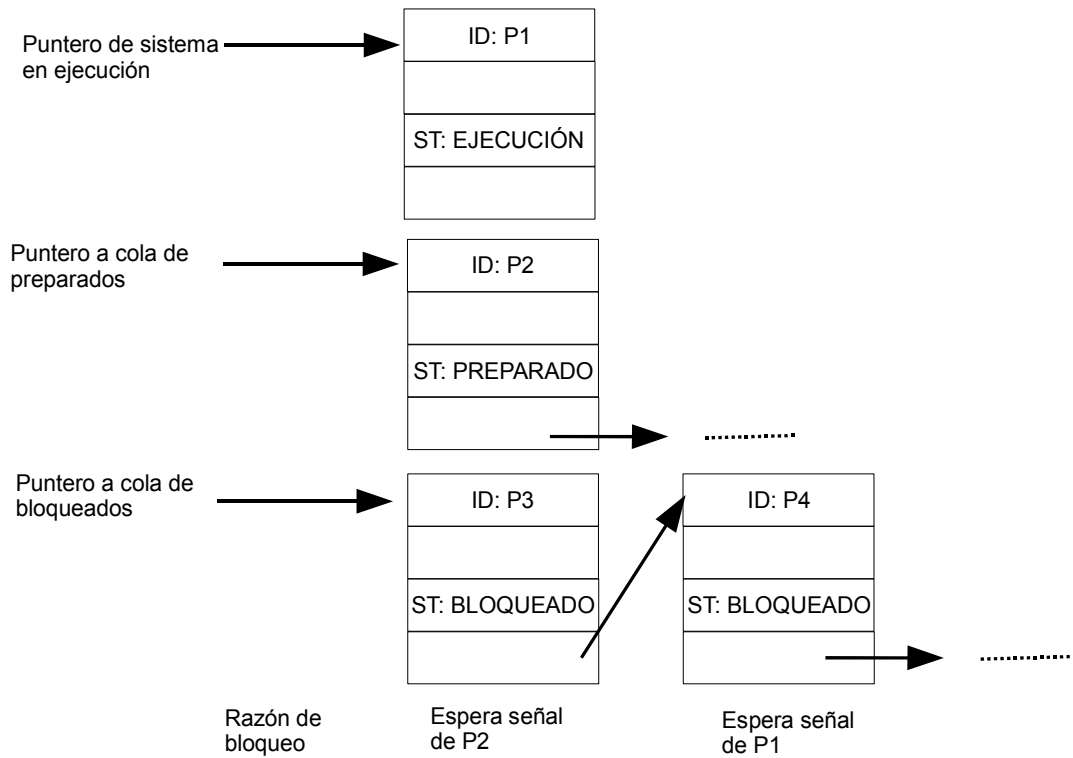 Puntero de sistema
en ejecución
ID: P1
ST: EJECUCIÓN
Puntero a cola de
preparados
ID: P2
ST: PREPARADO
Puntero a cola de
bloqueados
ID: P3
ID: P4
ST: BLOQUEADO
ST: BLOQUEADO
Razón de
bloqueo
Espera señal
de P2
Espera señal
de P1